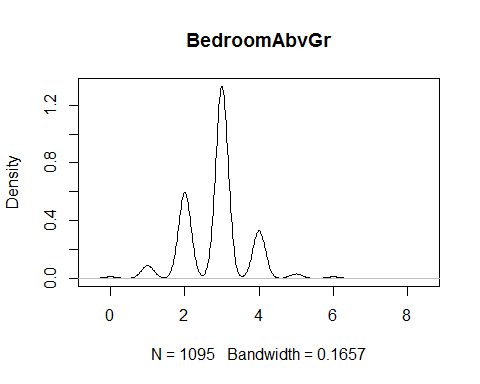 BedroomAbvGr
Density
1.2
0.8
0.4
0.0
0 2 4 6 8
N = 1095 Bandwidth = 0.1657